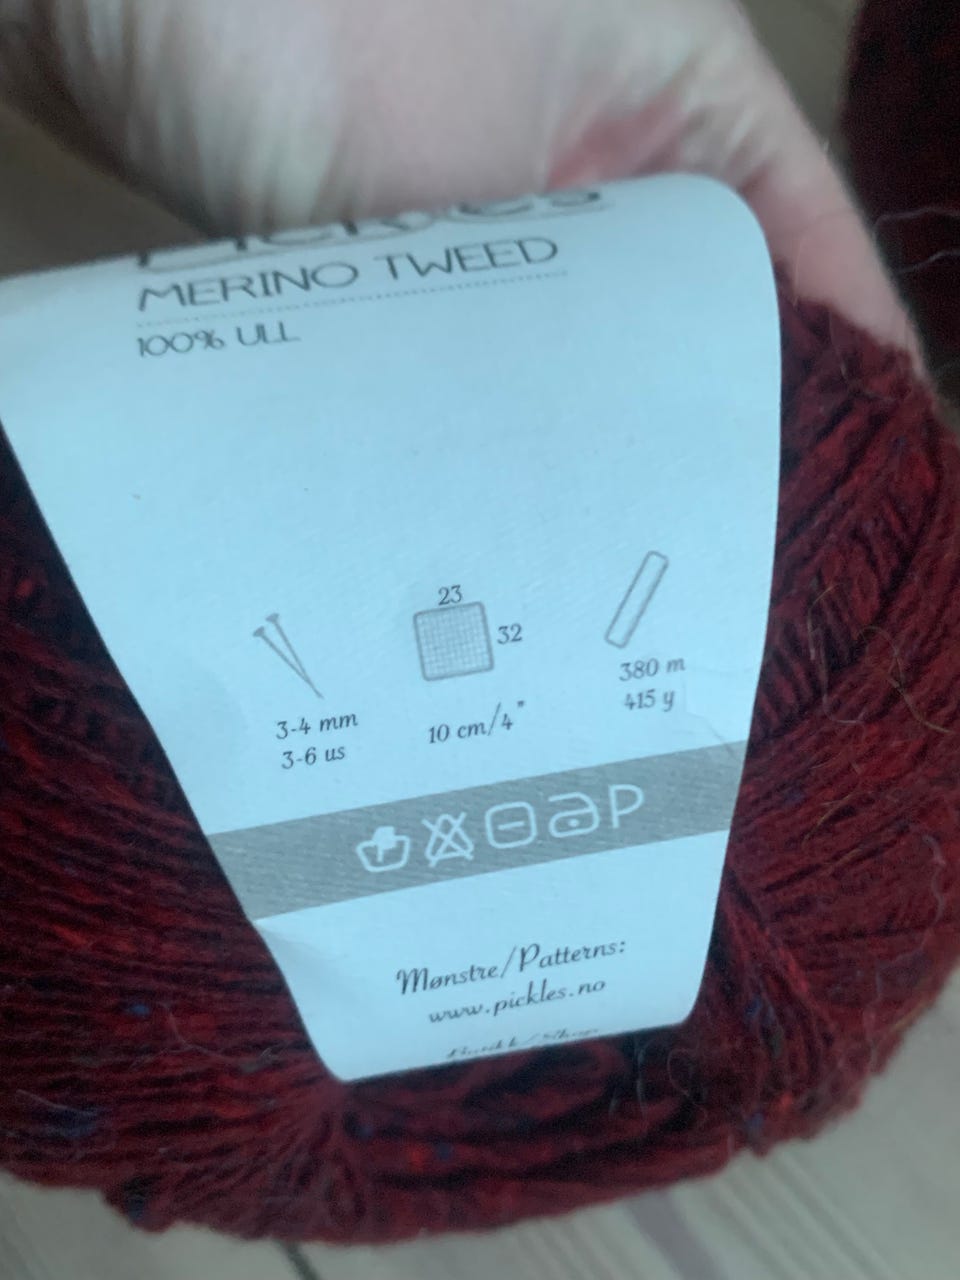 MERINO TWEED
100% ULL
23
32
3-4 mm
3-6 us
10 cm/4"
380 m
415 y
P
Mønstre/Patterns:
www.pickles.no